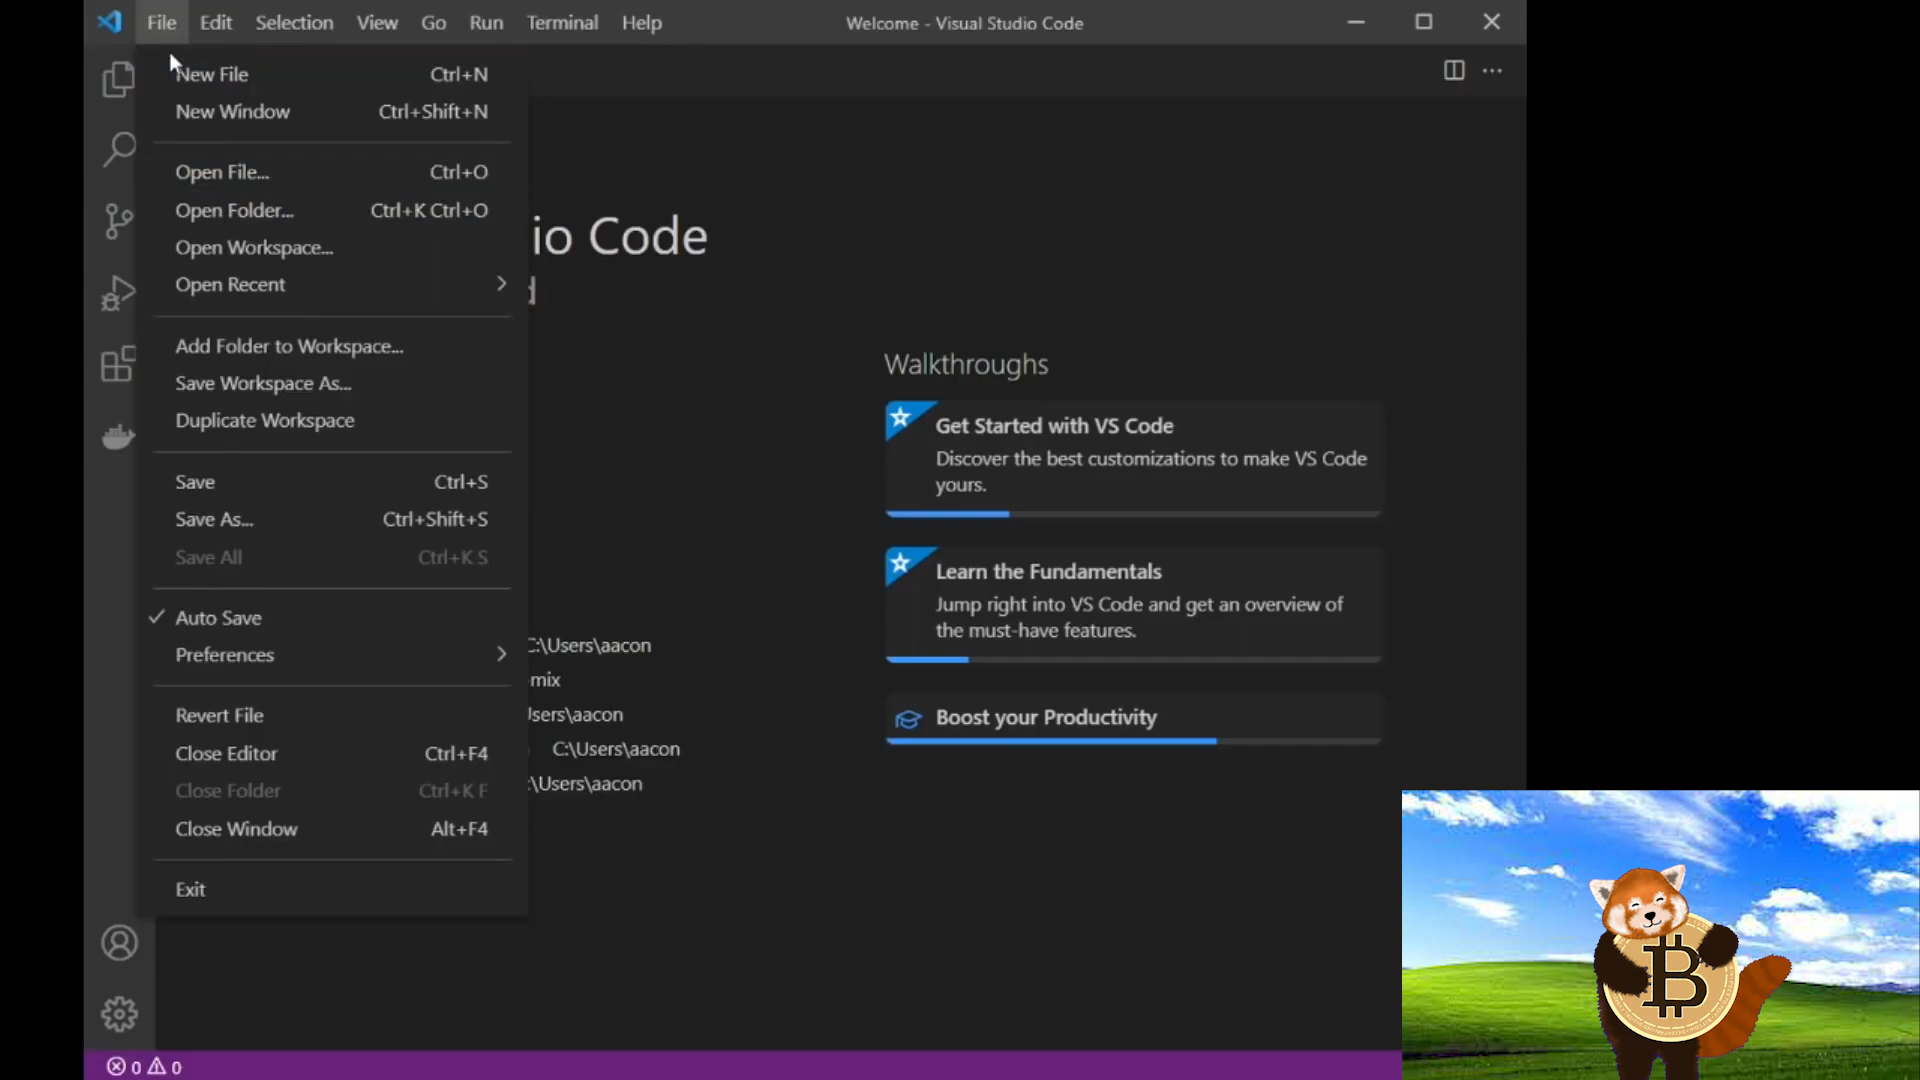 File Edit Selection View Go Run Terminal Help Welcome - Visual Studio Code
New File Ctrl+N
New Window Ctrl+Shift+N
Open File... Ctrl+O
Open Folder... Ctrl+K Ctrl+O
Open Workspace...
Open Recent
Add Folder to Workspace...
Save Workspace As...
Duplicate Workspace
Save Ctrl+S
Save As... Ctrl+Shift+S
Save All Ctrl+K S
Auto Save
Preferences
Revert File
Close Editor Ctrl+F4
Close Folder Ctrl+K F
Close Window Alt+F4
Exit
io Code
d
C:\Users\aacon
mix
Users\aacon
C:\Users\aacon
:\Users\aacon
Walkthroughs
Get Started with VS Code
Discover the best customizations to make VS Code
yours.
Learn the Fundamentals
Jump right into VS Code and get an overview of
the must-have features.
Boost your Productivity
0 0